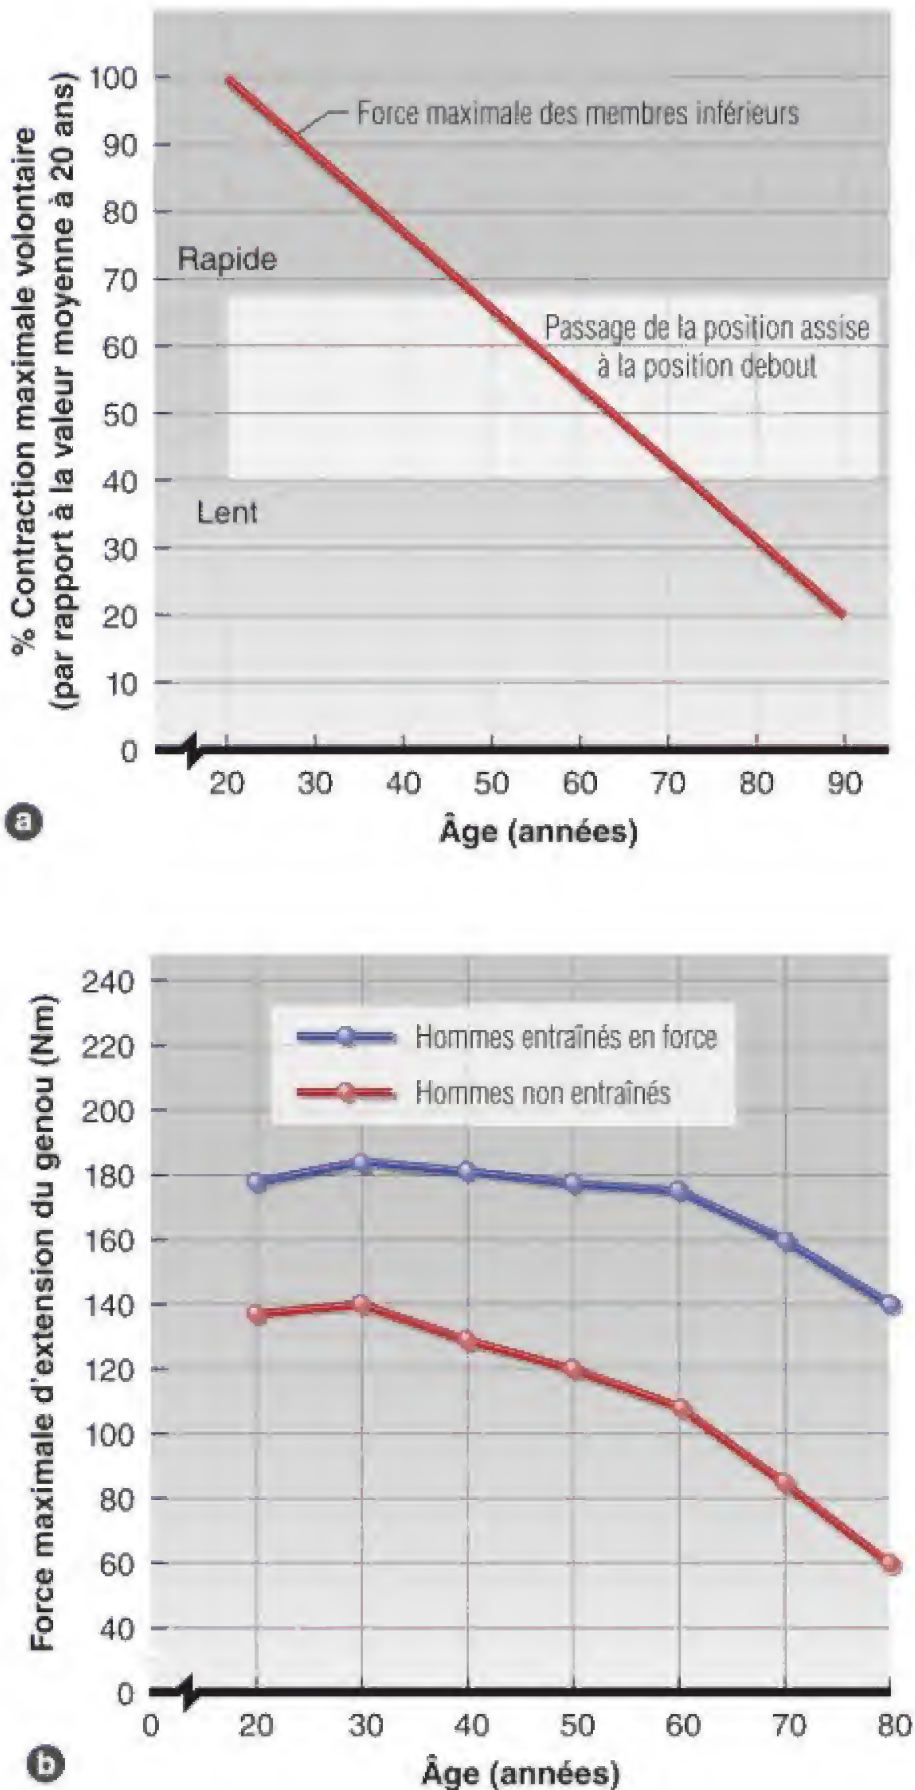 % Contraction maximale volontaire
(par rapport à la valeur moyenne à 20 ans)
100
90
80
70
60
50
40
30
20
10
0
Force maximale des membres inférieurs
Rapide
Passage de la position assise
à la position debout
Lent
20 30 40 50 60 70 80 90
Âge (années)
a
Force maximale d'extension du genou (Nm)
240
220
200
180
160
140
120
100
80
60
40
0
Hommes entraînés en force
Hommes non entraînés
0 20 30 40 50 60 70 80
Âge (années)
b